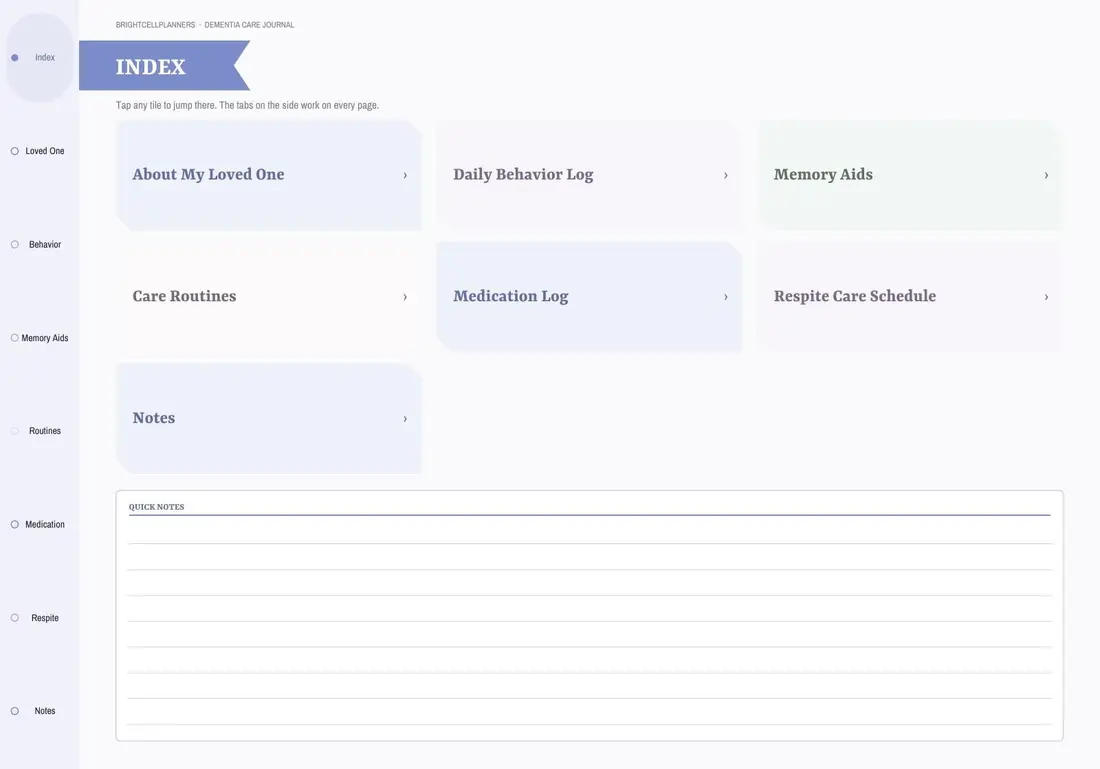 BRIGHTCELLPLANNERS · DEMENTIA CARE JOURNAL
INDEX
Tap any tile to jump there. The tabs on the side work on every page.
Index
Loved One
Behavior
Memory Aids
Routines
Medication
Respite
Notes
About My Loved One ›
Daily Behavior Log ›
Memory Aids ›
Care Routines ›
Medication Log ›
Respite Care Schedule ›
Notes ›
QUICK NOTES